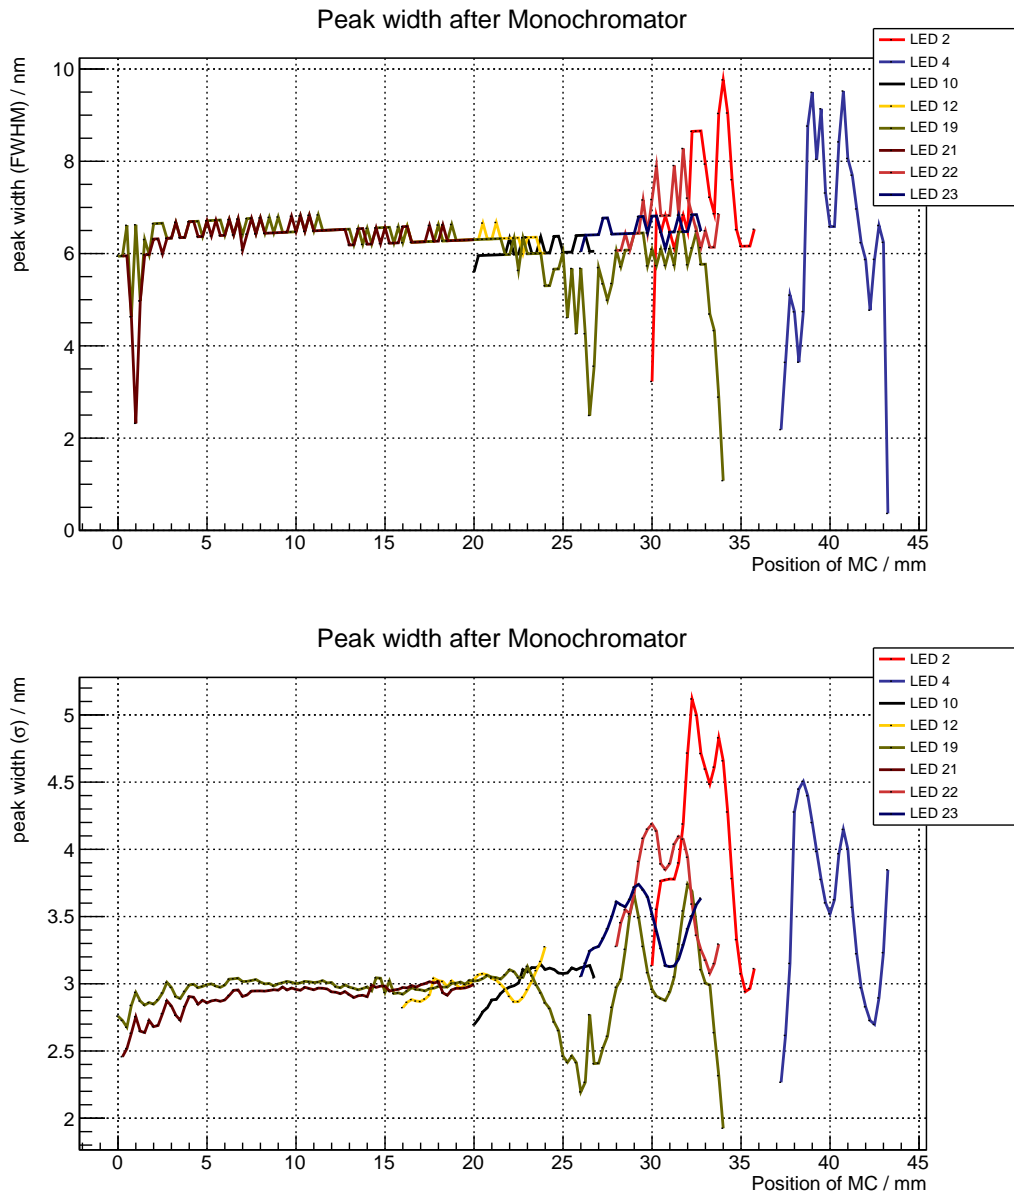 Peak width after Monochromator
peak width (FWHM) / nm
LED 2
LED 4
LED 10
LED 12
LED 19
LED 21
LED 22
LED 23
10
8
6
4
2
0
0 5 10 15 20 25 30 35 40 45
Position of MC / mm
Peak width after Monochromator
peak width (σ) / nm
LED 2
LED 4
LED 10
LED 12
LED 19
LED 21
LED 22
LED 23
5
4.5
4
3.5
3
2.5
2
0 5 10 15 20 25 30 35 40 45
Position of MC / mm